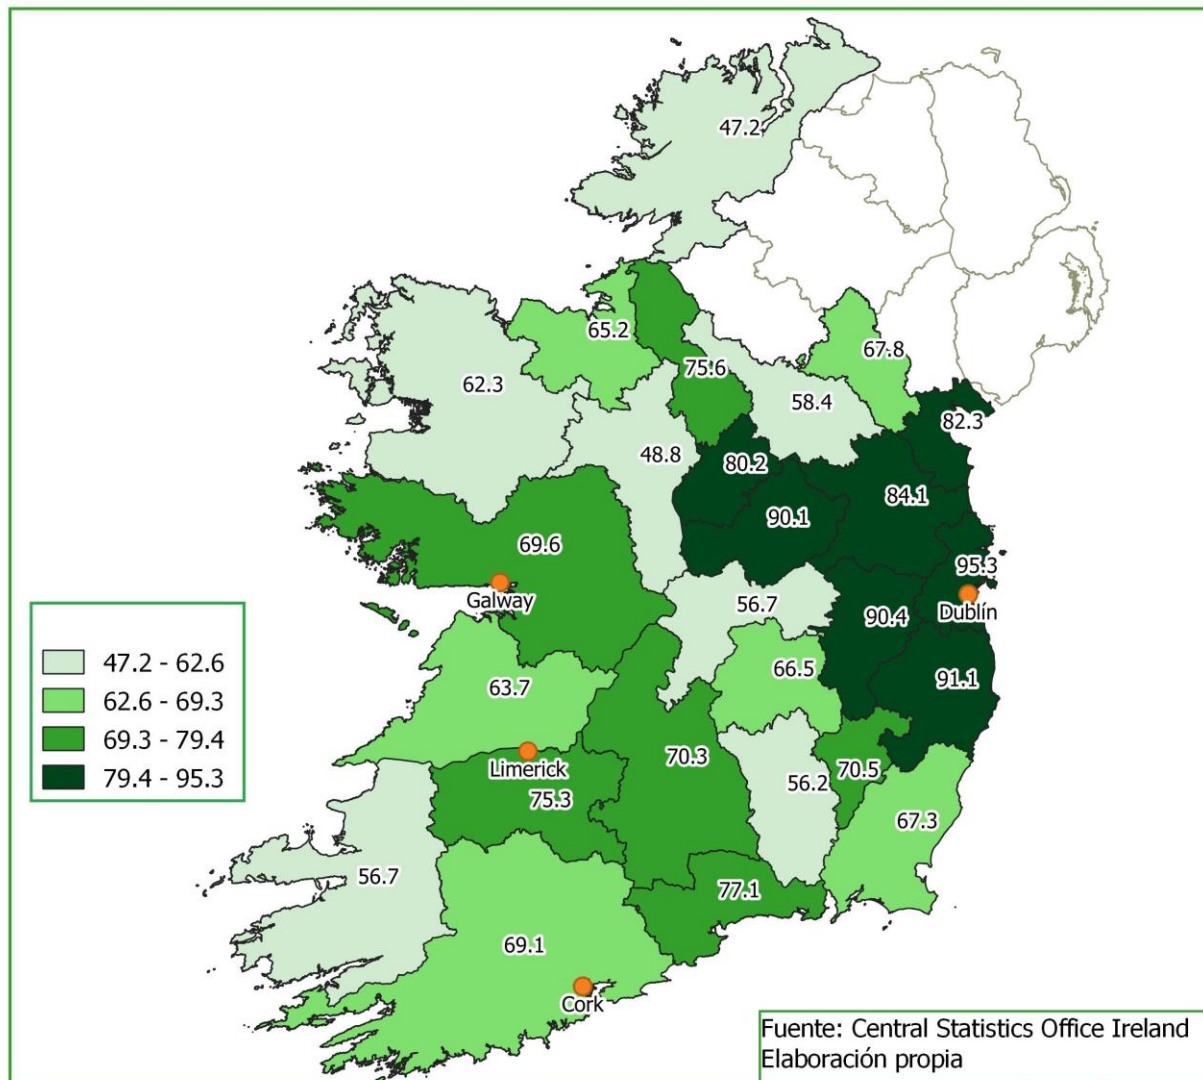 47.2
65.2
67.8
75.6
62.3
58.4
82.3
48.8
80.2
84.1
90.1
69.6
95.3
Galway
56.7
90.4
Dublín
66.5
63.7
91.1
47.2 - 62.6
62.6 - 69.3
69.3 - 79.4
79.4 - 95.3
70.3
Limerick
70.5
75.3
56.2
67.3
56.7
77.1
69.1
Cork
Fuente: Central Statistics Office Ireland
Elaboración propia